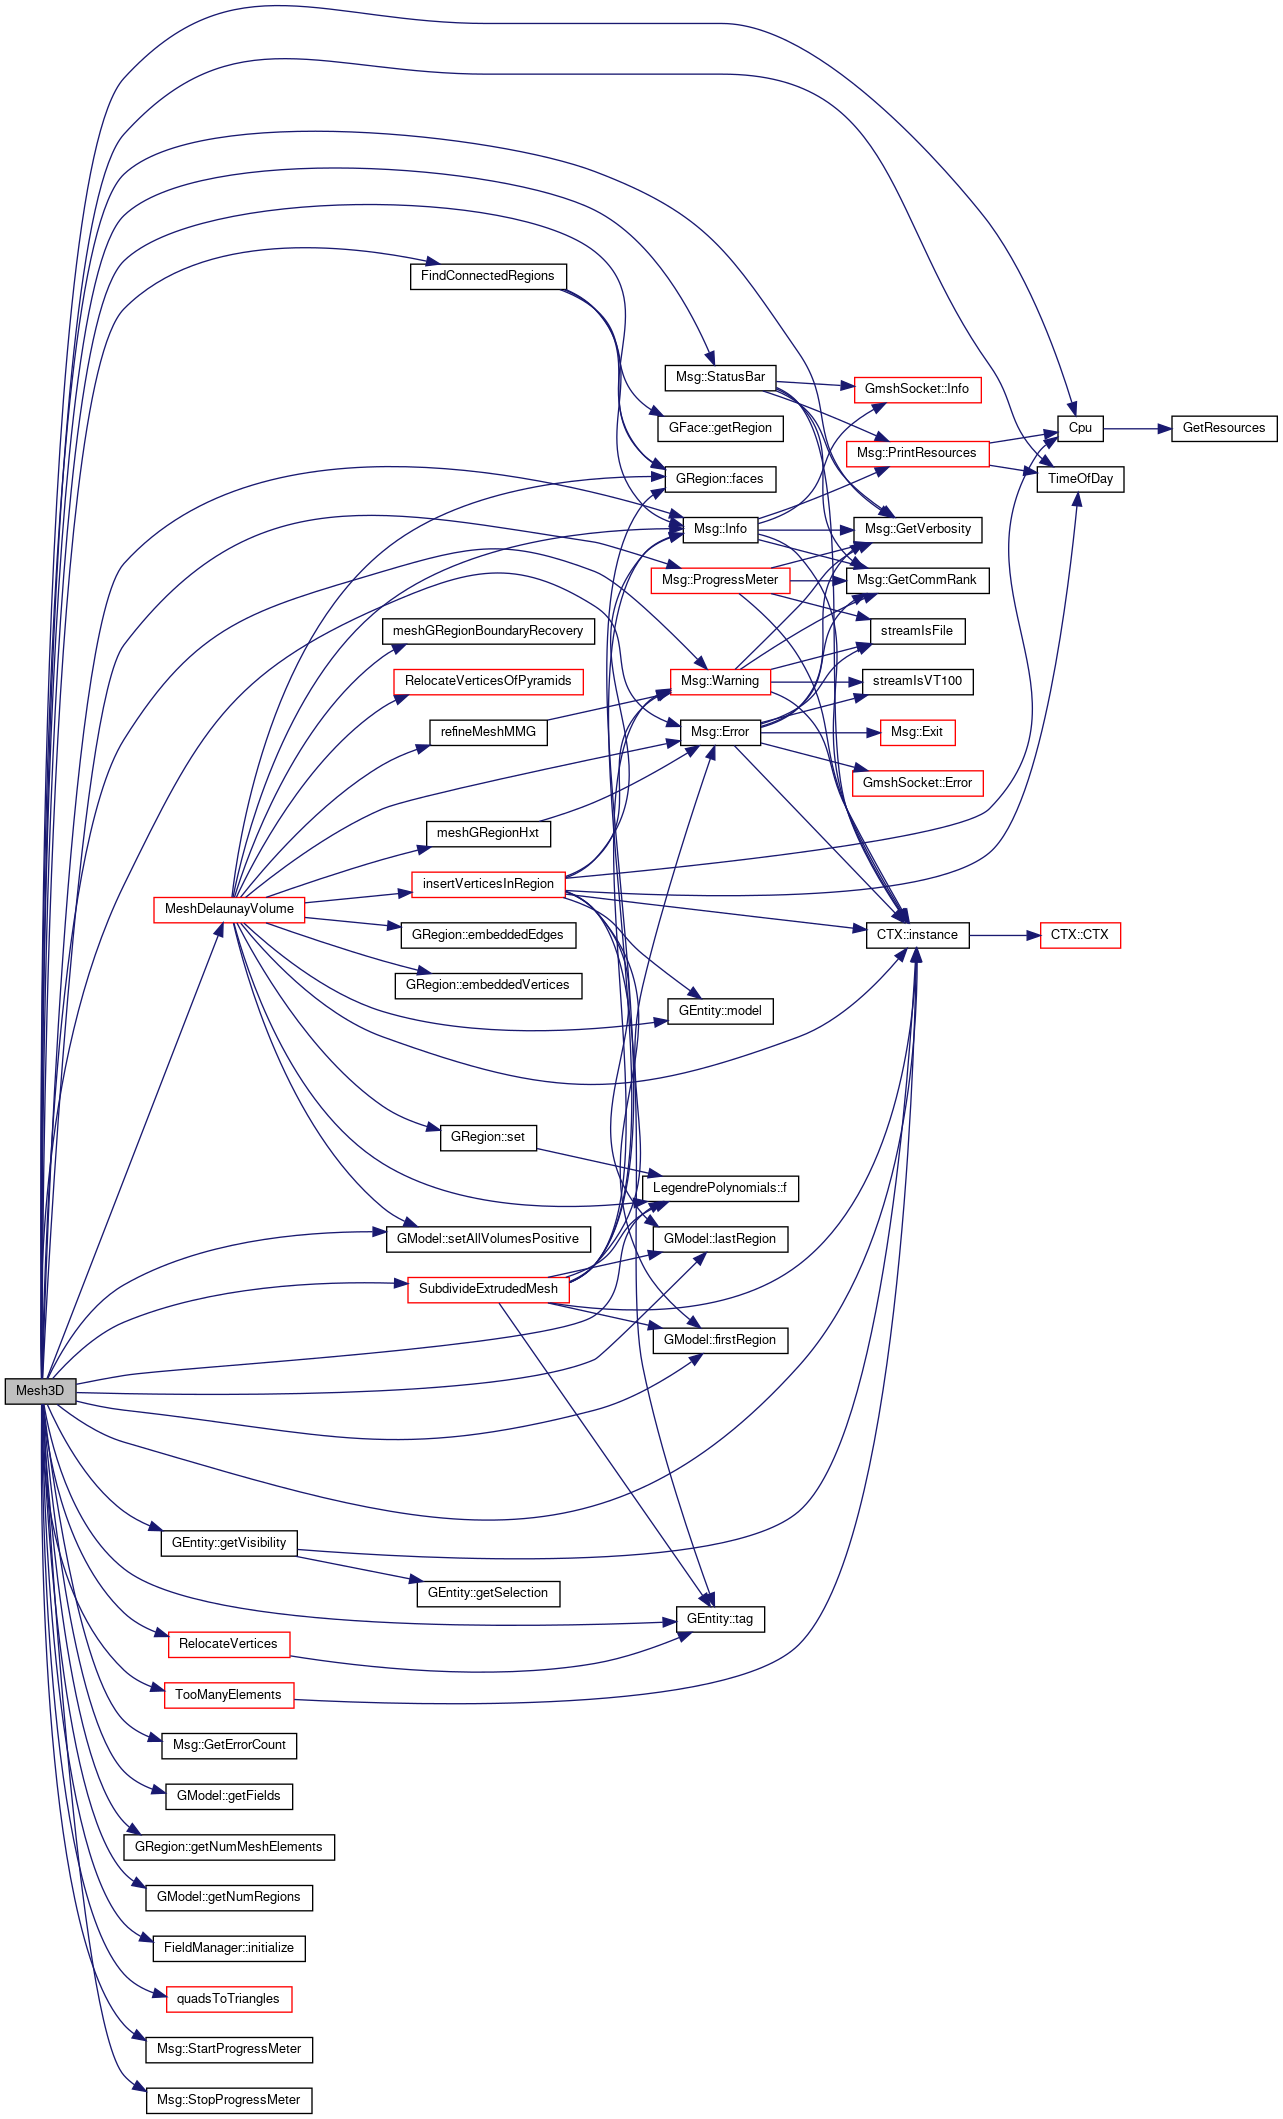 FindConnectedRegions
Msg::StatusBar
GmshSocket::Info
GFace::getRegion
Cpu
GetResources
Msg::PrintResources
GRegion::faces
TimeOfDay
Msg::Info
Msg::GetVerbosity
Msg::ProgressMeter
Msg::GetCommRank
meshGRegionBoundaryRecovery
streamIsFile
RelocateVerticesOfPyramids
Msg::Warning
streamIsVT100
refineMeshMMG
Msg::Error
Msg::Exit
GmshSocket::Error
meshGRegionHxt
insertVerticesInRegion
MeshDelaunayVolume
GRegion::embeddedEdges
CTX::instance
CTX::CTX
GRegion::embeddedVertices
GEntity::model
GRegion::set
LegendrePolynomials::f
GModel::setAllVolumesPositive
GModel::lastRegion
SubdivideExtrudedMesh
GModel::firstRegion
Mesh3D
GEntity::getVisibility
GEntity::getSelection
GEntity::tag
RelocateVertices
TooManyElements
Msg::GetErrorCount
GModel::getFields
GRegion::getNumMeshElements
GModel::getNumRegions
FieldManager::initialize
quadsToTriangles
Msg::StartProgressMeter
Msg::StopProgressMeter